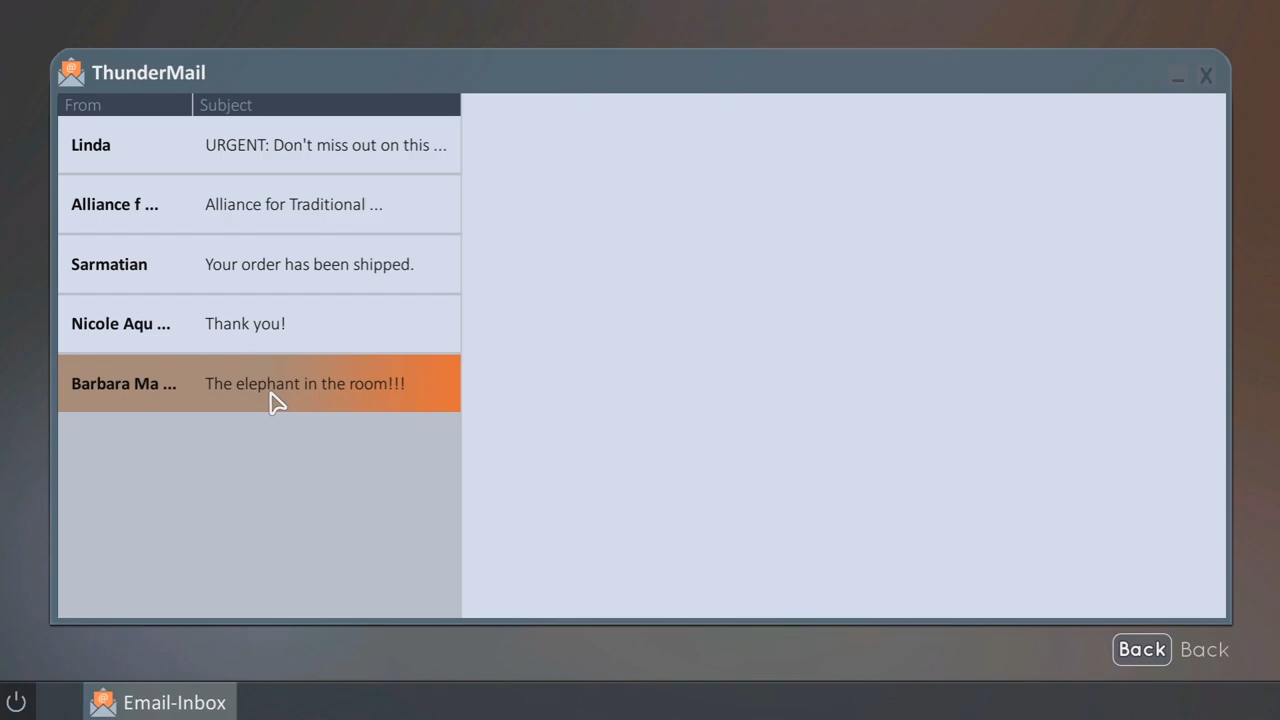 ThunderMail
From Subject
Linda URGENT: Don't miss out on this ...
Alliance f ... Alliance for Traditional ...
Sarmatian Your order has been shipped.
Nicole Aqu ... Thank you!
Barbara Ma ... The elephant in the room!!!
Back Back
Email-Inbox